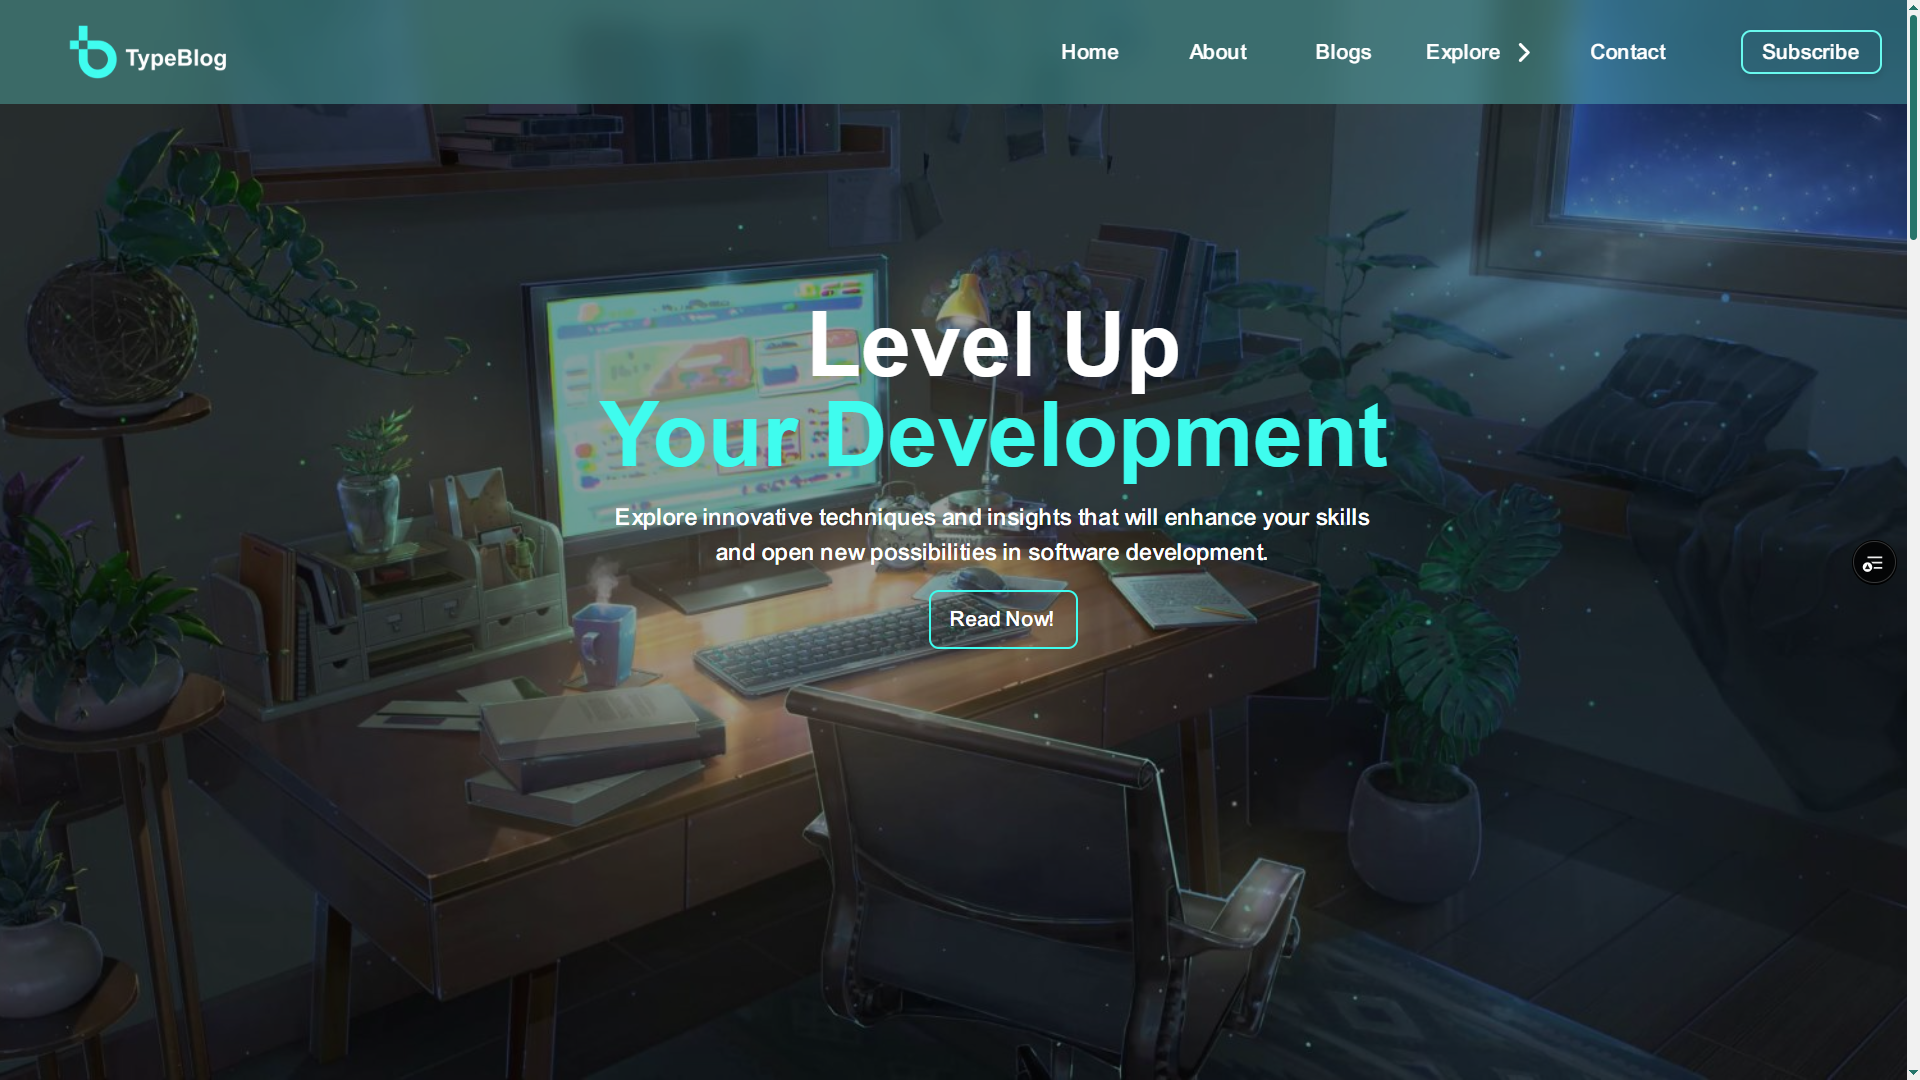 TypeBlog
Home About Blogs Explore Contact Subscribe
Level Up
Your Development
Explore innovative techniques and insights that will enhance your skills
and open new possibilities in software development.
Read Now!